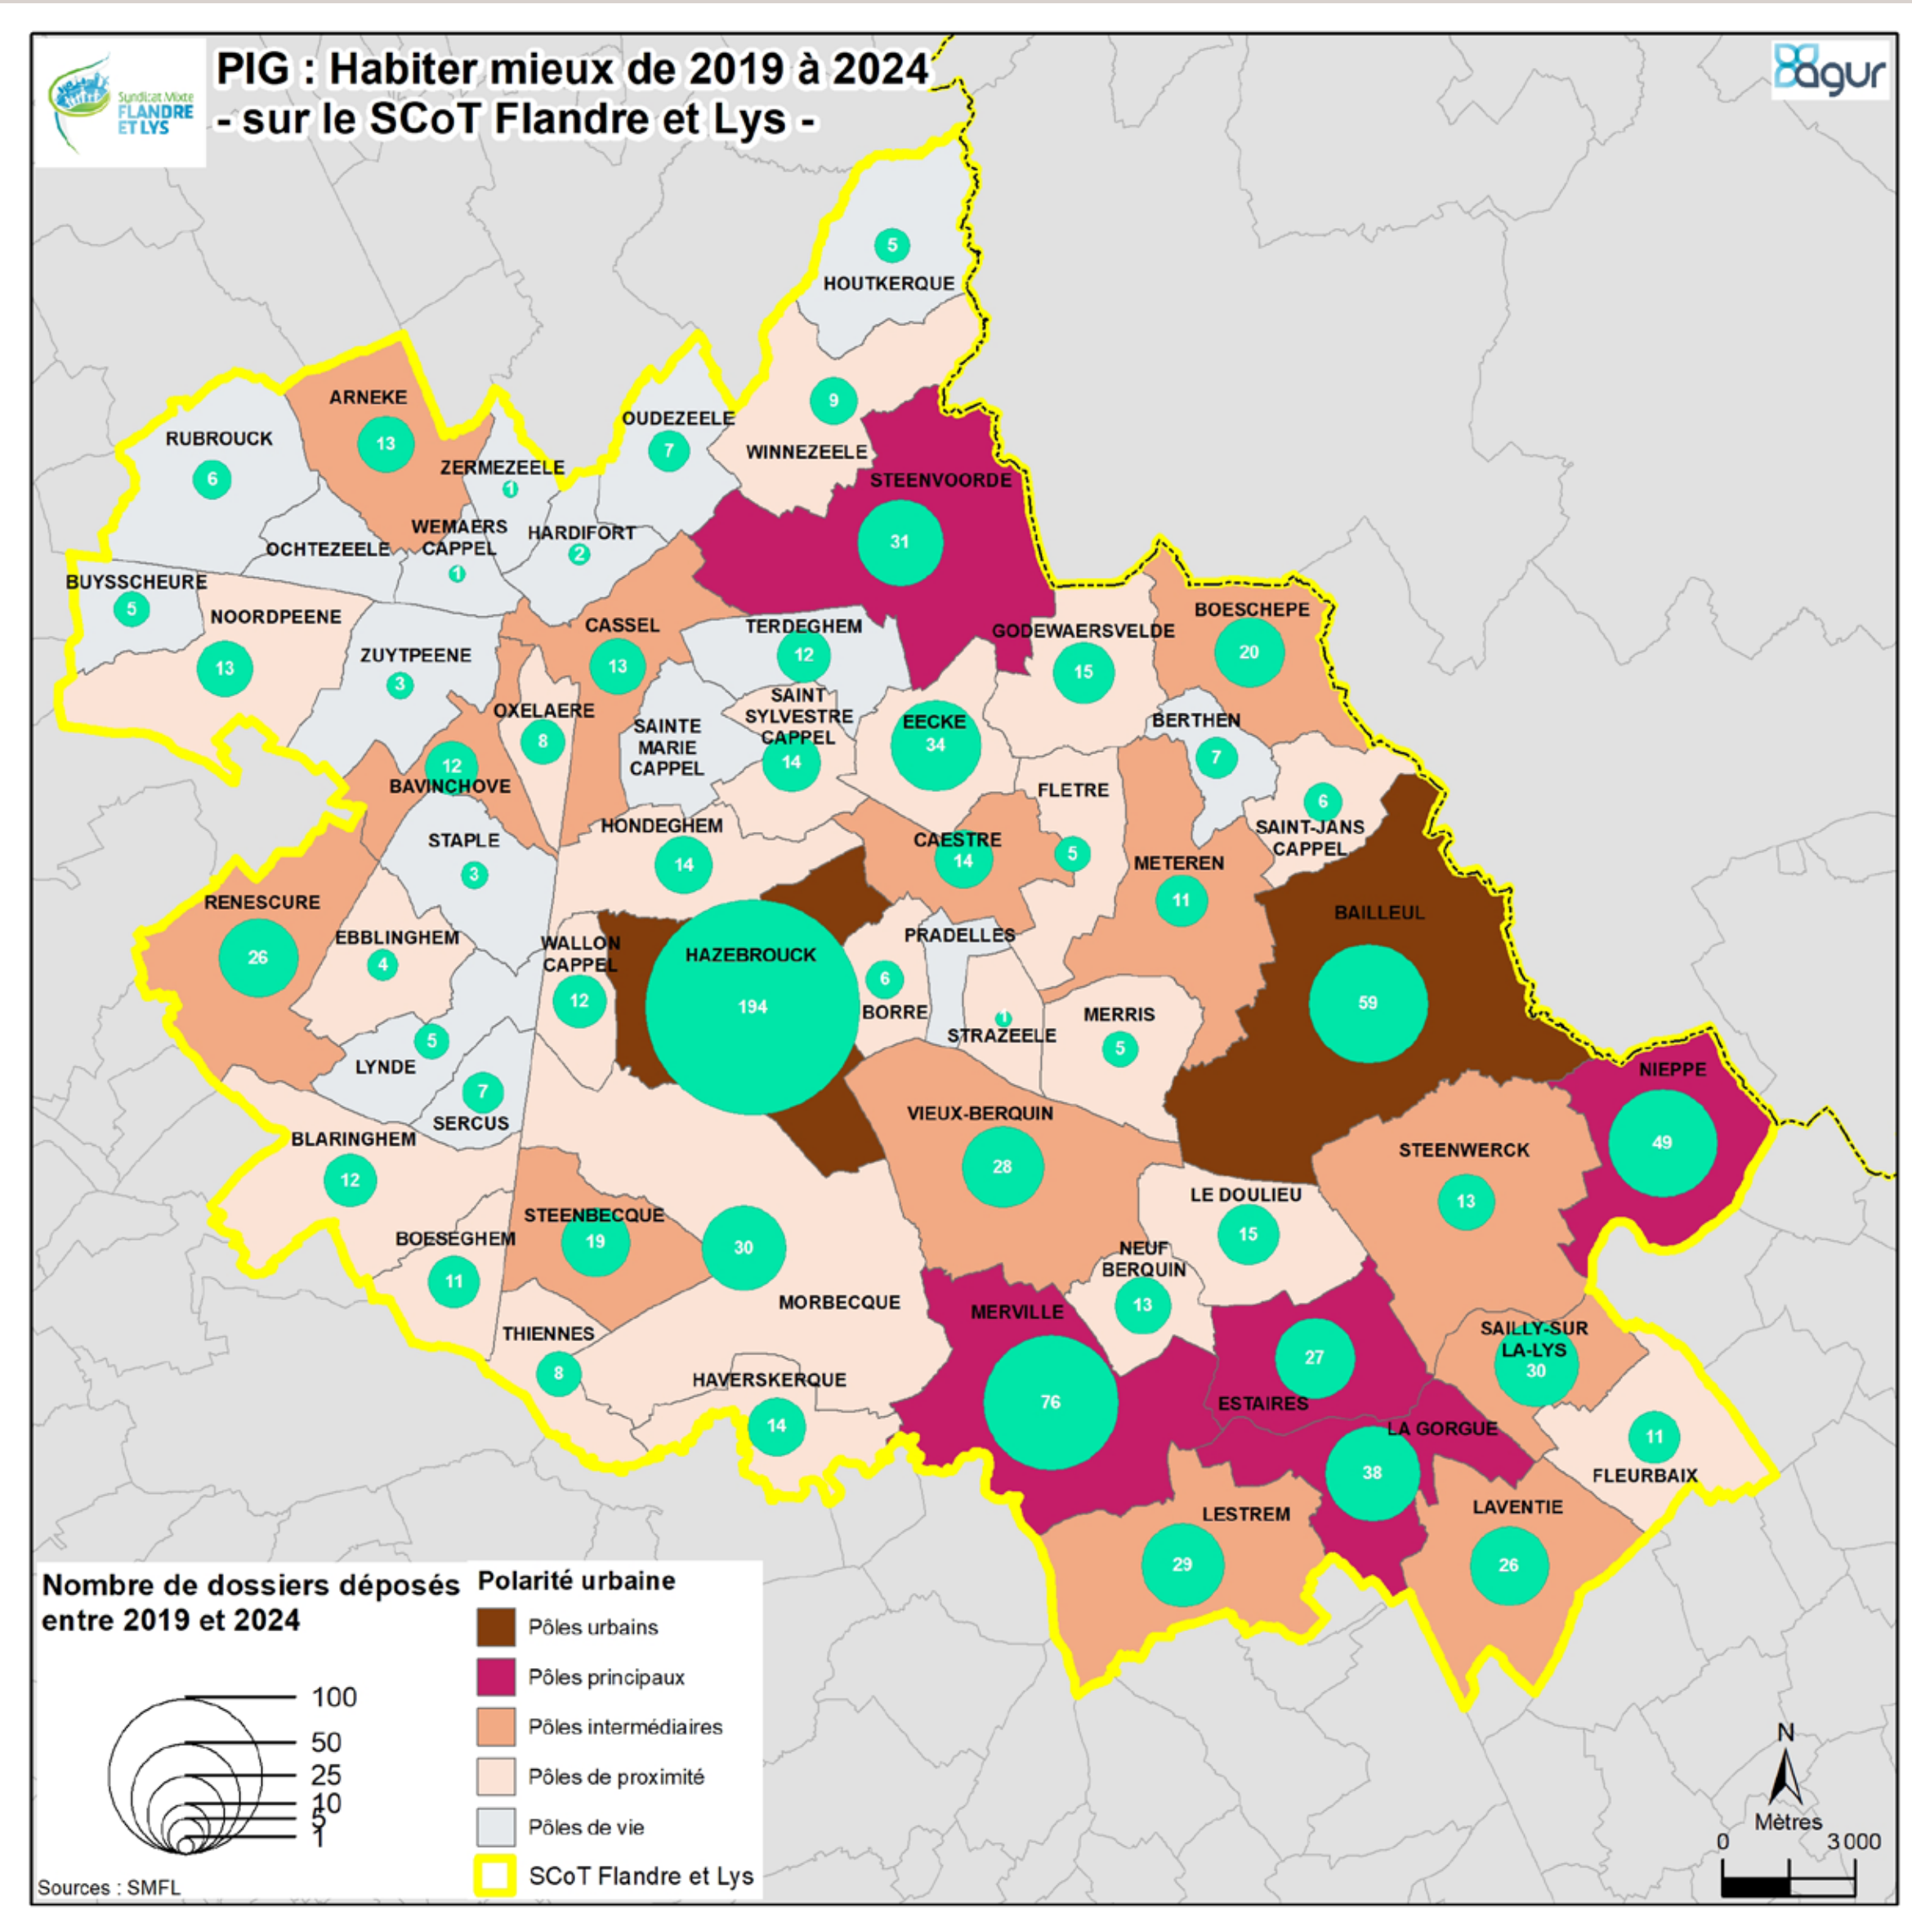 PIG : Habiter mieux de 2019 à 2024
- sur le SCoT Flandre et Lys -
Syndicat Mixte
FLANDRE
ET LYS
agur
5
HOUTKERQUE
9
WINNEZEELE
ARNEKE
13
RUBROUCK
6
OUDEZEELE
7
ZERMEZEELE
1
STEENVOORDE
31
WEMAERS
CAPPEL
1
HARDIFORT
2
OCHTEZEELE
BUYSSCHEURE
5
NOORDPEENE
13
ZUYTPEENE
3
CASSEL
13
TERDEGHEM
12
GODEWAERSVELDE
15
BOESCHEPE
20
OXELAERE
8
SAINTE
MARIE
CAPPEL
SAINT
SYLVESTRE
CAPPEL
14
EECKE
34
BERTHEN
7
12
BAVINCHOVE
FLETRE
5
6
SAINT-JANS
CAPPEL
STAPLE
3
HONDEGHEM
14
CAESTRE
14
METEREN
11
RENESCURE
26
EBBLINGHEM
4
WALLON
CAPPEL
12
HAZEBROUCK
194
PRADELLES
6
BORRE
1
STRAZEELE
MERRIS
5
BAILLEUL
59
5
LYNDE
7
SERCUS
NIEPPE
49
VIEUX-BERQUIN
28
BLARINGHEM
12
STEENWERCK
13
LE DOULIEU
15
STEENBECQUE
19
30
MORBECQUE
BOESEGHEM
11
NEUF
BERQUIN
13
MERVILLE
76
THIENNES
8
27
ESTAIRES
SAILLY-SUR
LA-LYS
30
HAVERSKERQUE
14
LA GORGUE
38
11
FLEURBAIX
LESTREM
29
LAVENTIE
26
Nombre de dossiers déposés
entre 2019 et 2024
100
50
25
10
5
1
Sources : SMFL
Polarité urbaine
Pôles urbains
Pôles principaux
Pôles intermédiaires
Pôles de proximité
Pôles de vie
SCoT Flandre et Lys
N
Mètres
0 3 000